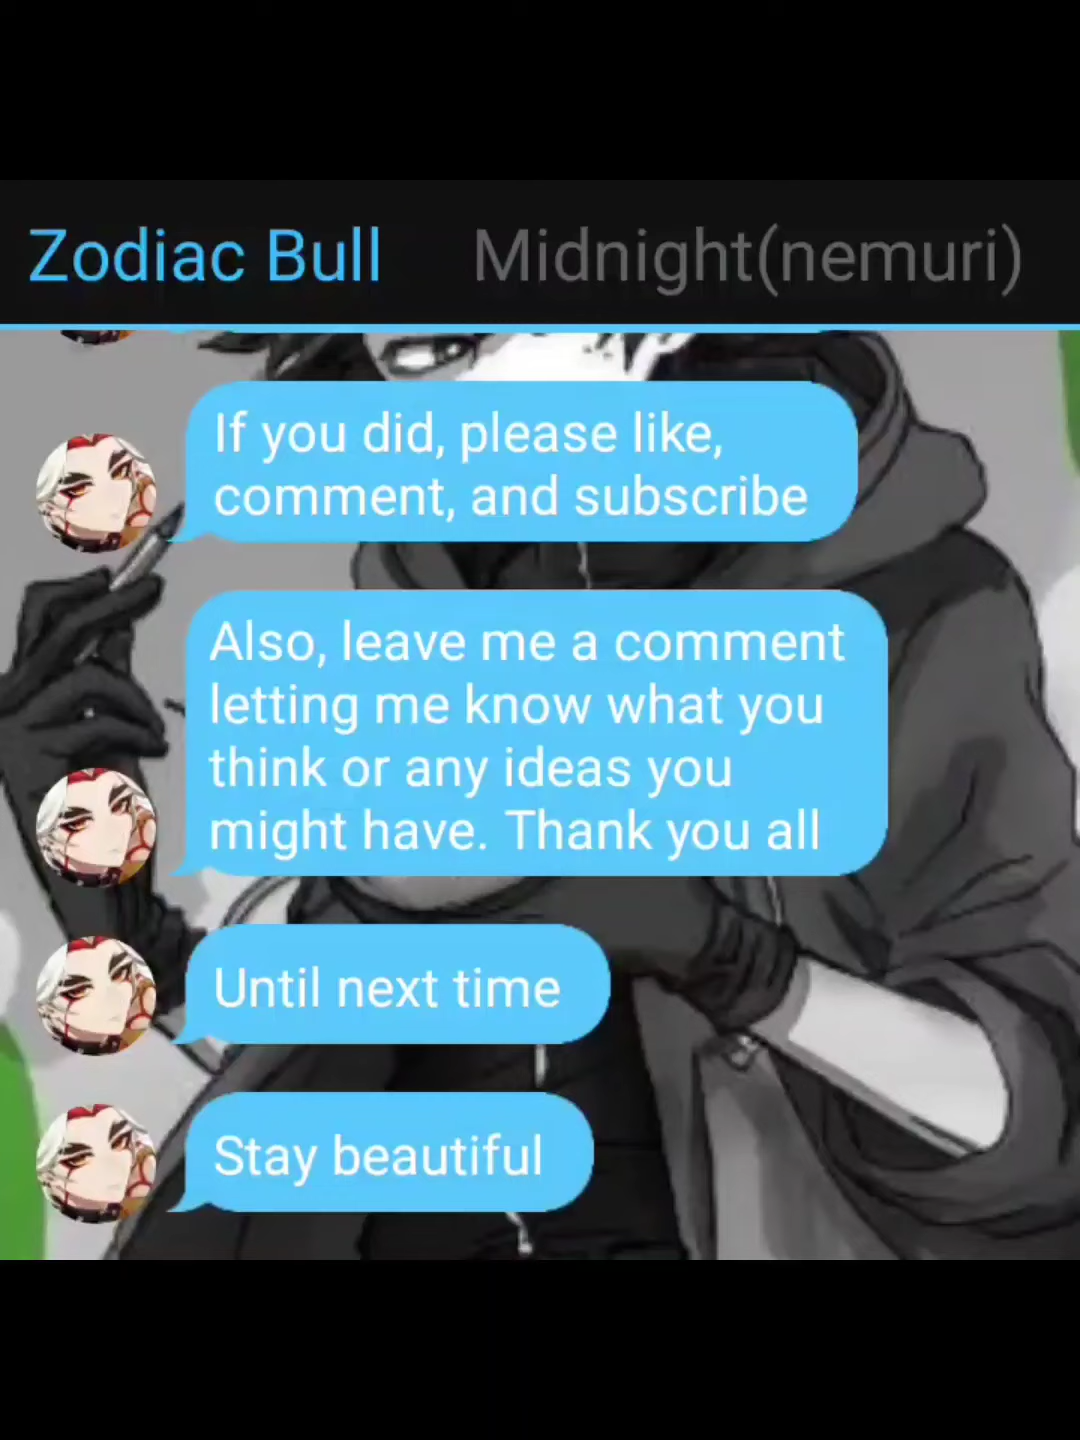 Zodiac Bull
Midnight(nemuri)
If you did, please like,
comment, and subscribe
Also, leave me a comment
letting me know what you
think or any ideas you
might have. Thank you all
Until next time
Stay beautiful